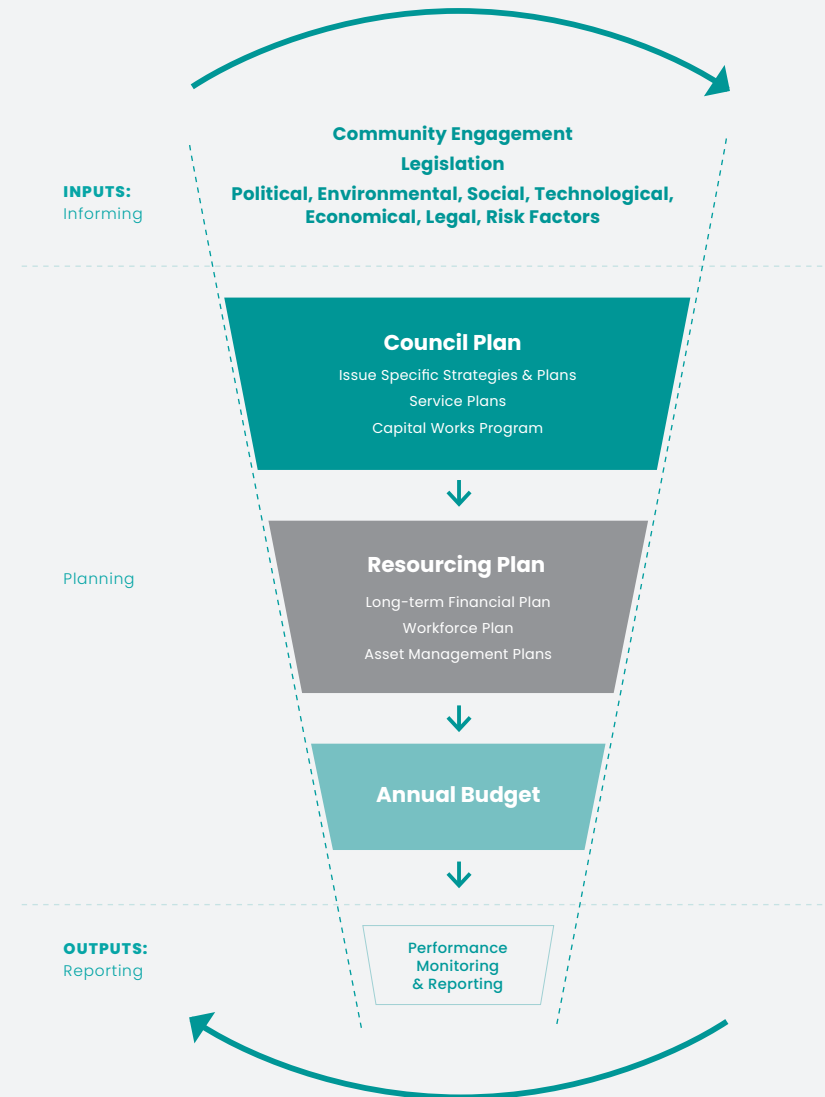 Community Engagement
Legislation
INPUTS:
Informing
Political, Environmental, Social, Technological,
Economical, Legal, Risk Factors
Council Plan
Issue Specific Strategies & Plans
Service Plans
Capital Works Program
Planning
Resourcing Plan
Long-term Financial Plan
Workforce Plan
Asset Management Plans
Annual Budget
OUTPUTS:
Reporting
Performance
Monitoring
& Reporting